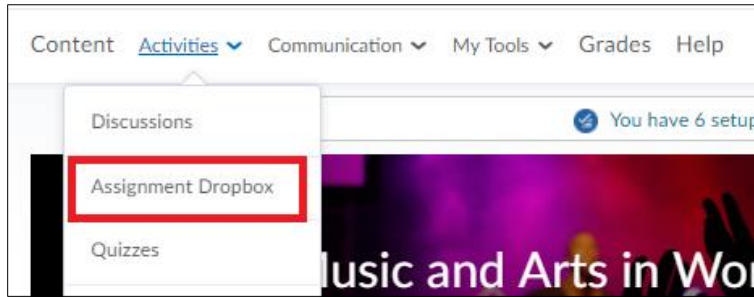 Content Activities Communication My Tools Grades Help
Discussions
You have 6 setup
Assignment Dropbox
Quizzes
Music and Arts in Wor